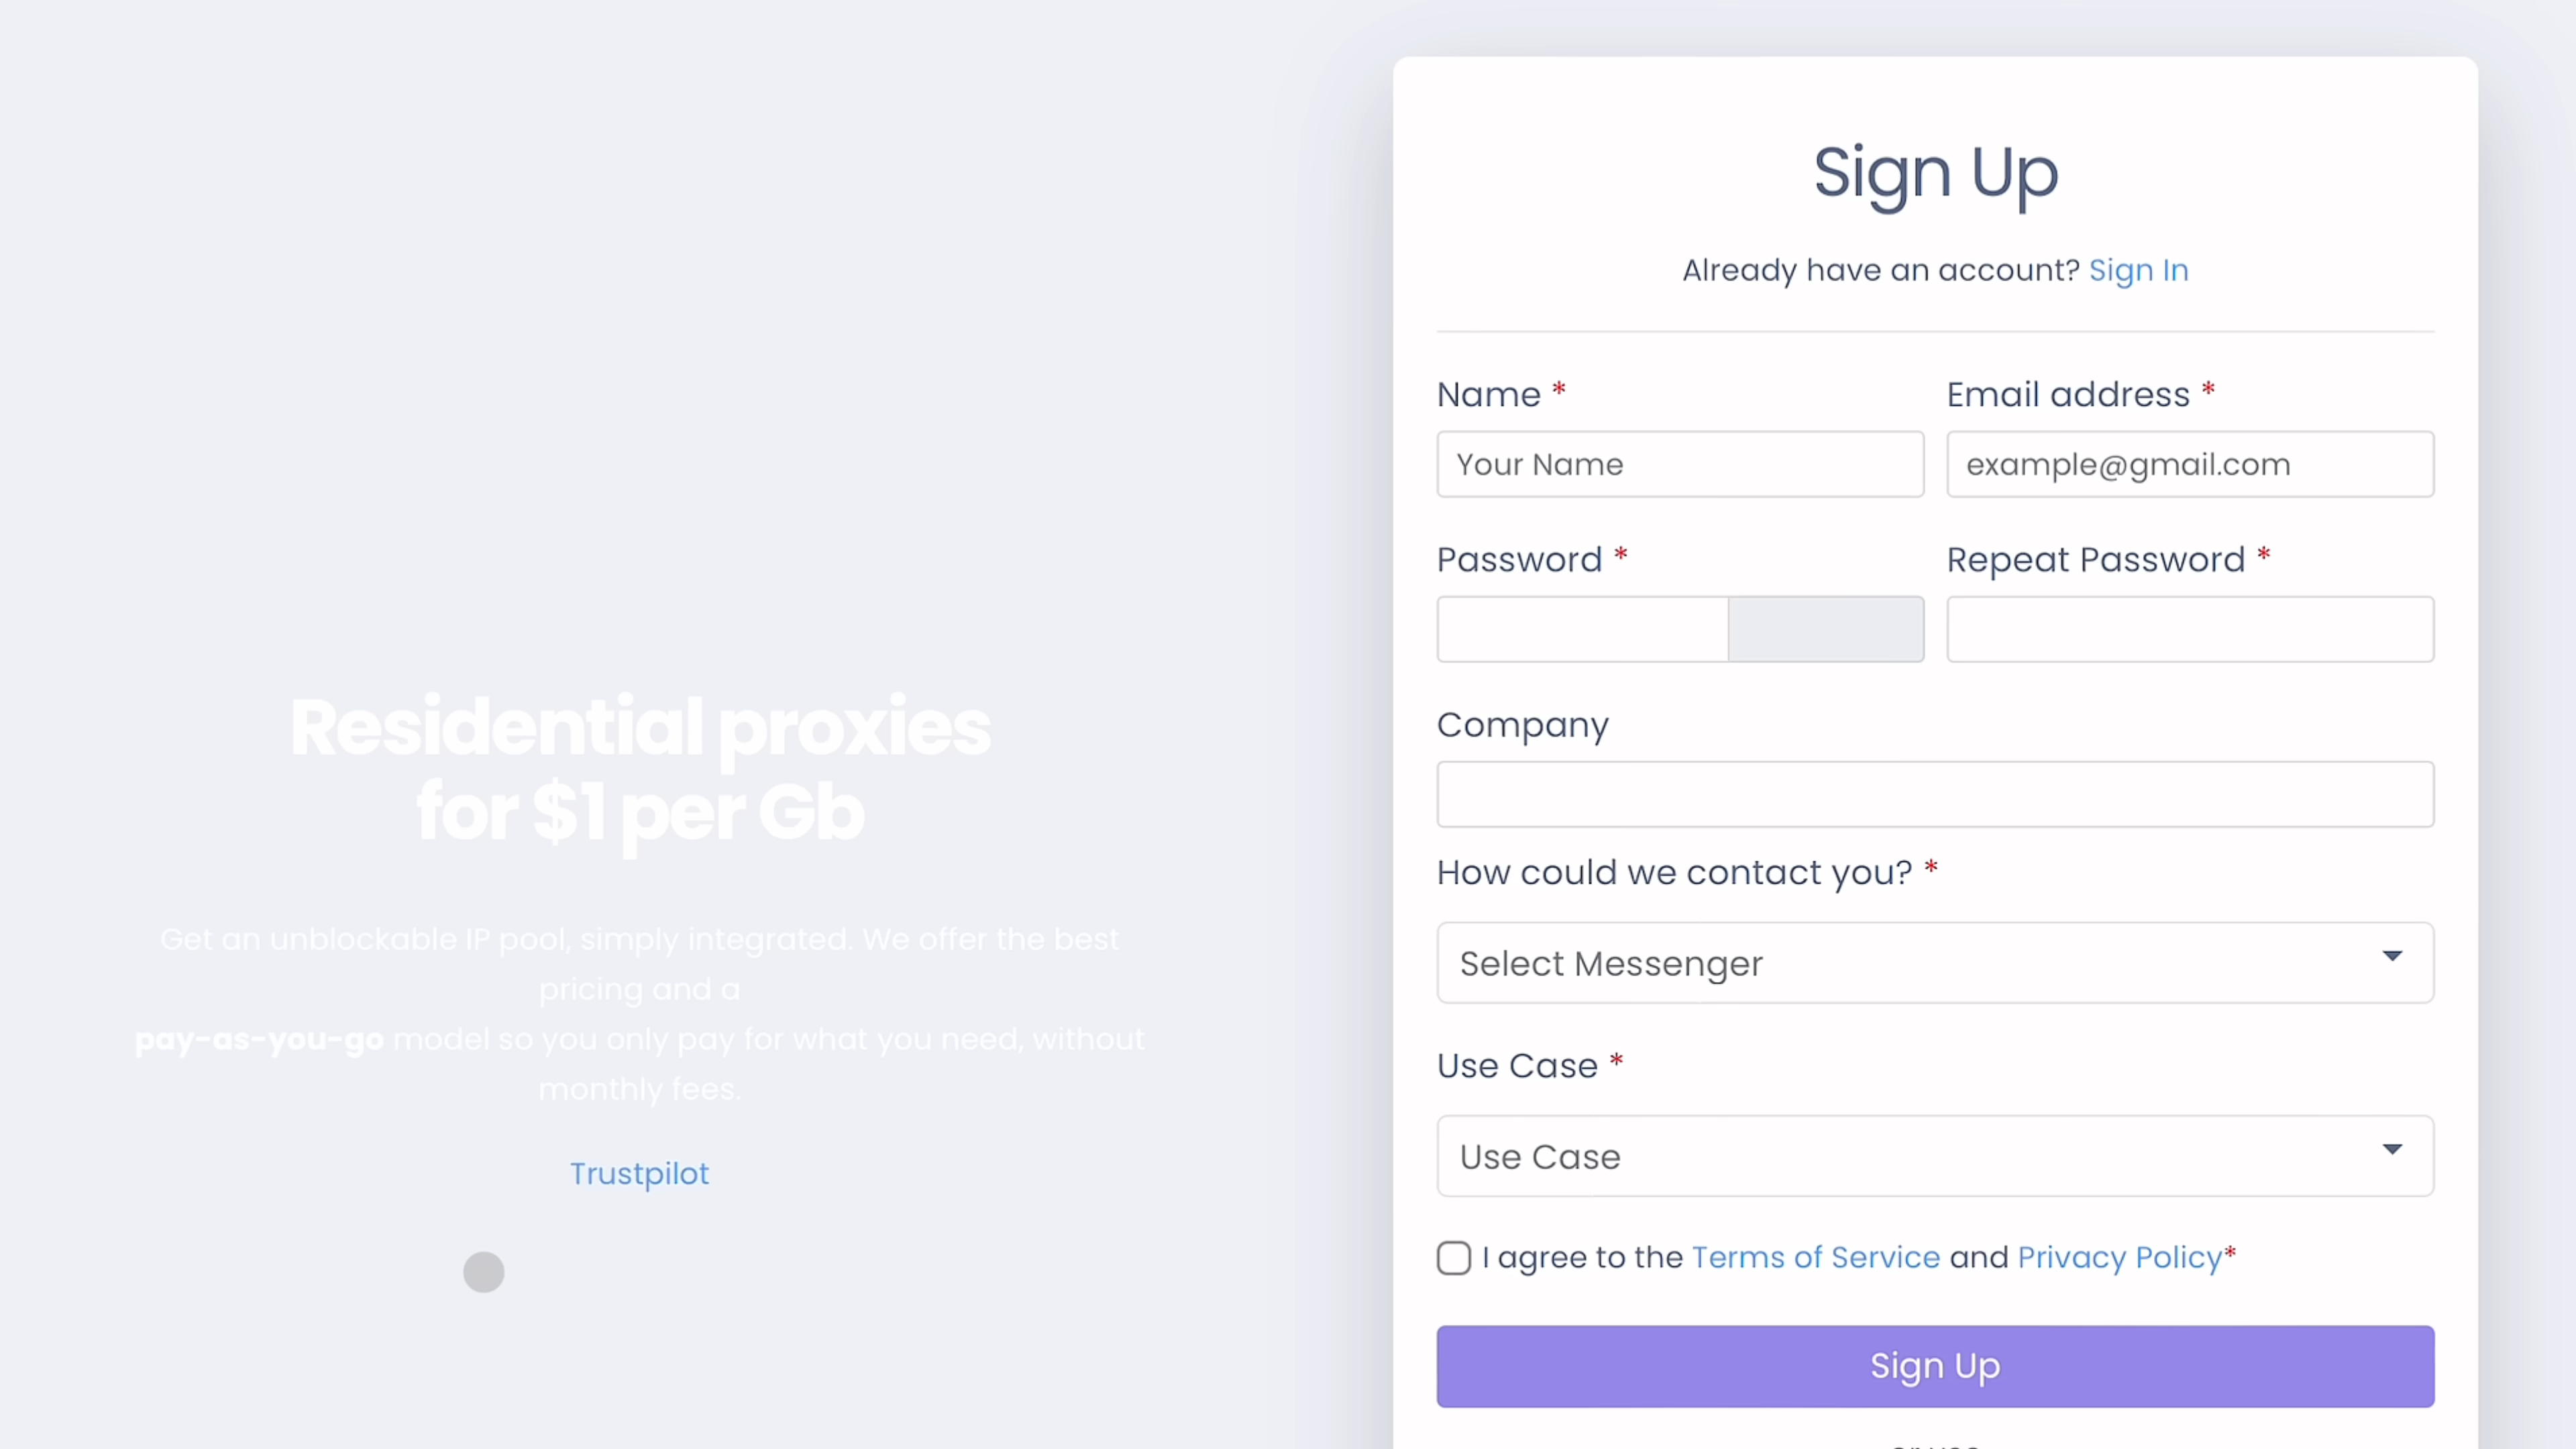 Residential proxies
for $1 per Gb
Get an unblockable IP pool, simply integrated. We offer the best
pricing and a
pay-as-you-go model so you only pay for what you need, without
monthly fees.
Trustpilot
Sign Up
Already have an account? Sign In
Name *
Email address *
Your Name
example@gmail.com
Password *
Repeat Password *
Company
How could we contact you? *
Select Messenger
Use Case *
Use Case
I agree to the Terms of Service and Privacy Policy*
Sign Up